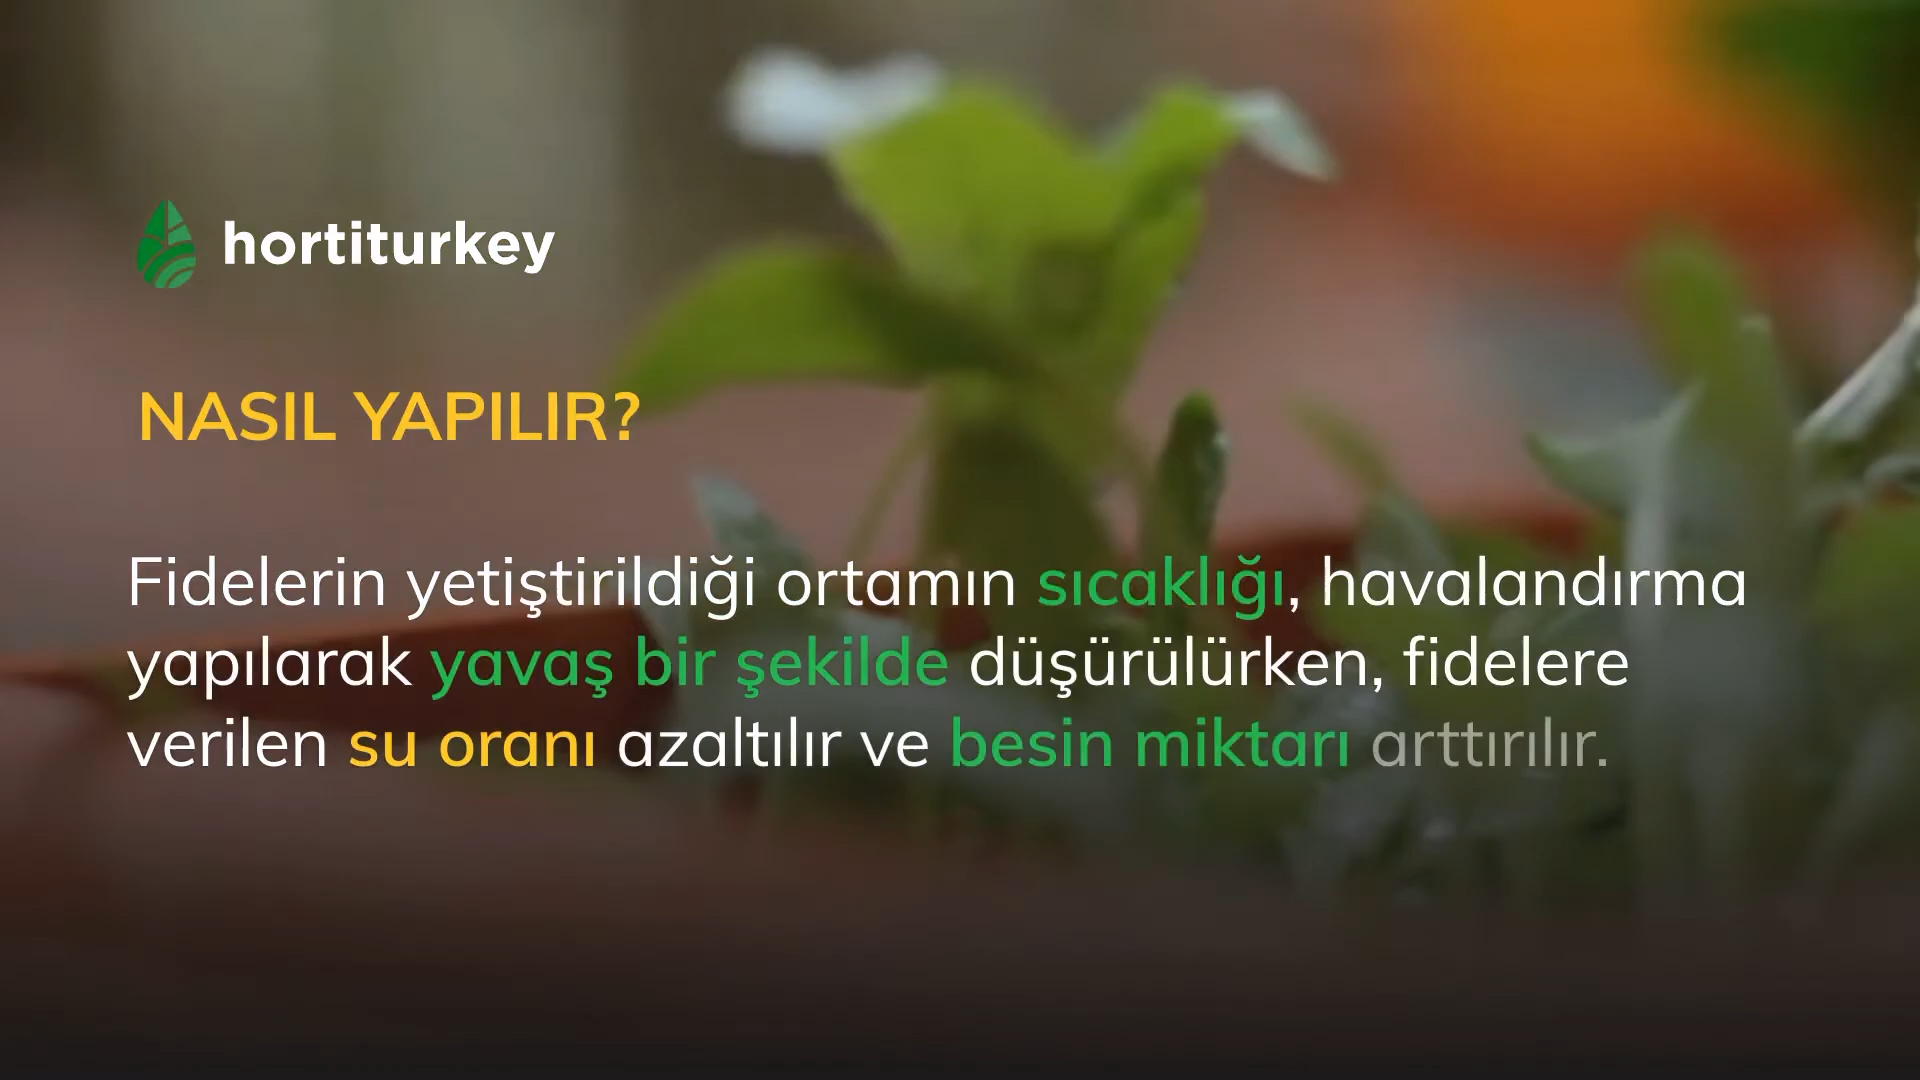 hortiturkey
NASIL YAPILIR?
Fidelerin yetiştirildiği ortamın sıcaklığı, havalandırma
yapılarak yavaş bir şekilde düşürülürken, fidelere
verilen su oranı azaltılır ve besin miktarı arttırılır.